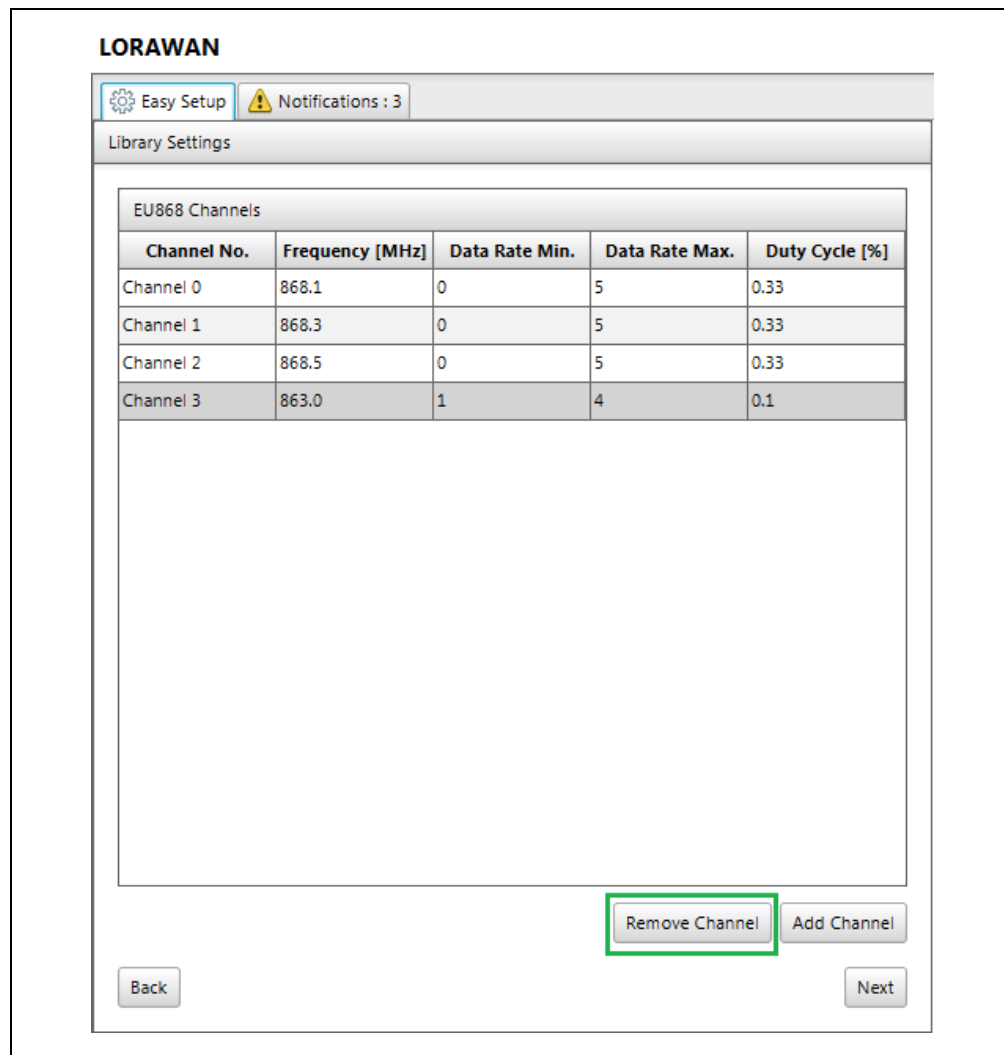 LORAWAN
Easy Setup Notifications : 3
Library Settings
EU868 Channels
Channel No. Frequency [MHz] Data Rate Min. Data Rate Max. Duty Cycle [%]
Channel 0 868.1 0 5 0.33
Channel 1 868.3 0 5 0.33
Channel 2 868.5 0 5 0.33
Channel 3 863.0 1 4 0.1
Remove Channel Add Channel
Back Next